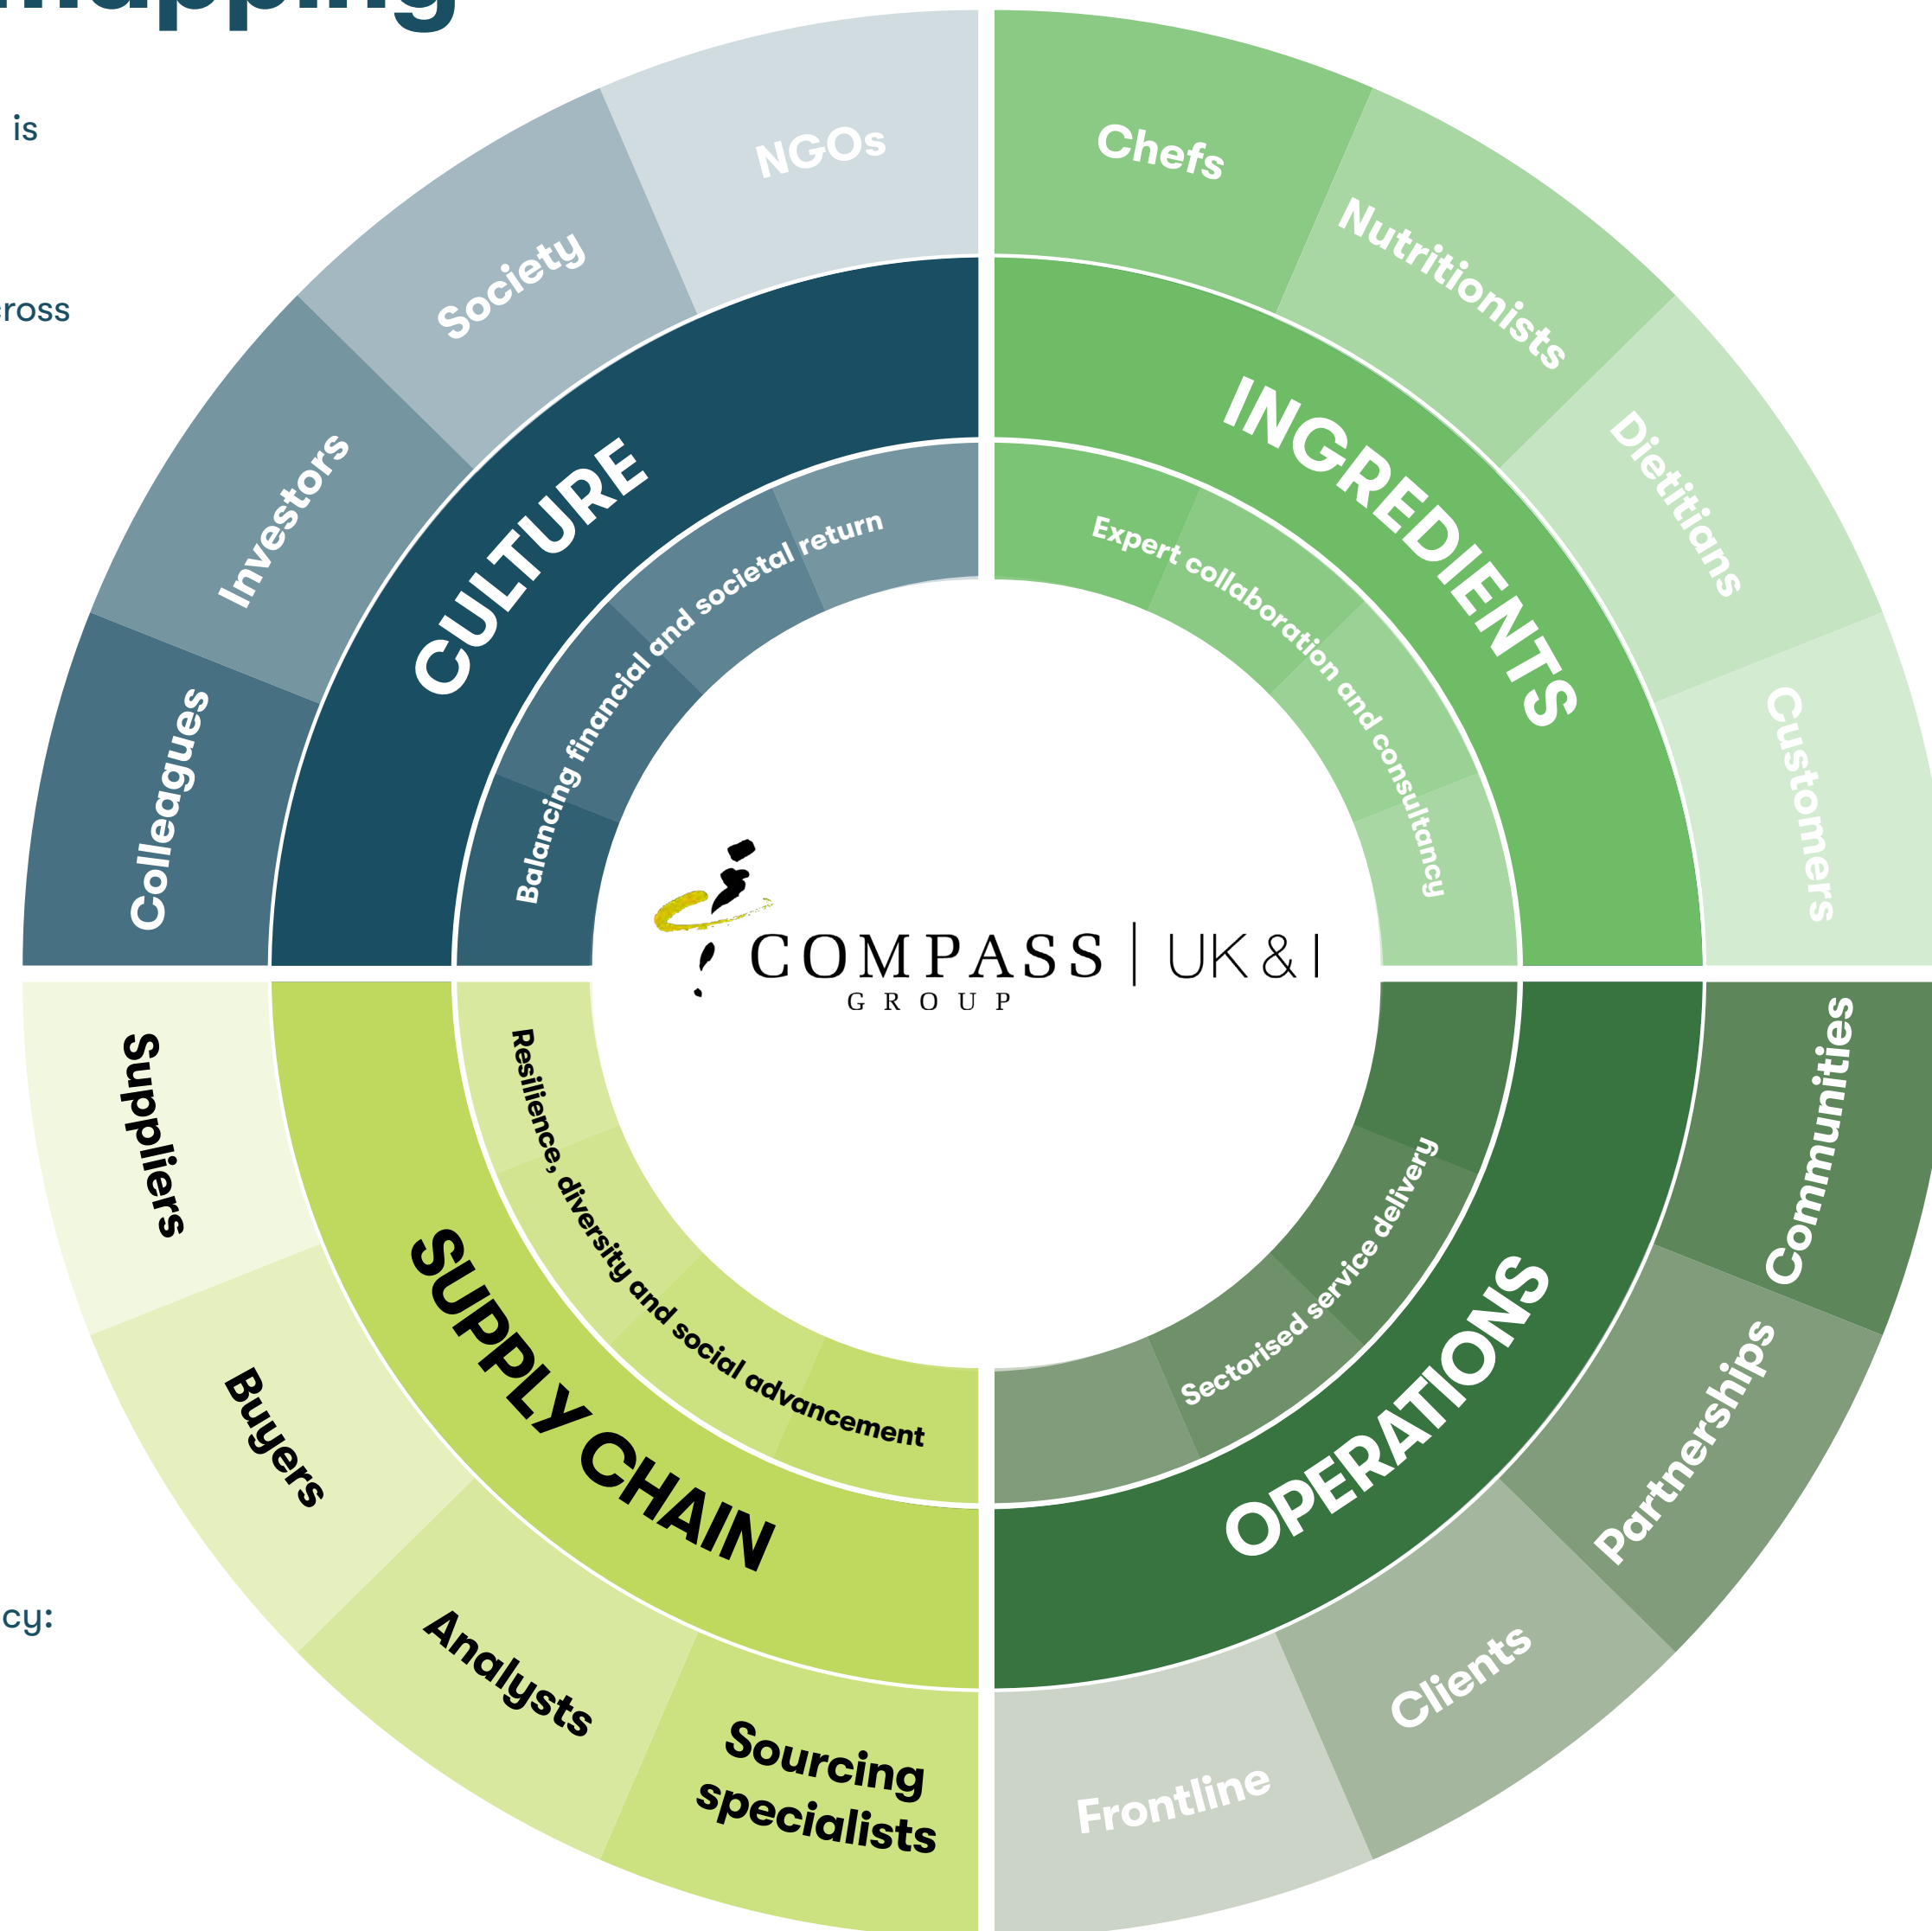 mapping
is
cross
cy:
NGOs
Society
Investors
Colleagues
CULTURE
Balancing financial and societal return
Chefs
Nutritionists
Dietitians
Customers
INGREDIENTS
Expert collaboration and consultancy
COMPASS | UK & I
GROUP
Suppliers
Buyers
Analysts
Sourcing
specialists
SUPPLY CHAIN
Resilience, diversity and social advancement
Communities
Partnerships
Clients
Frontline
OPERATIONS
Sectorised service delivery